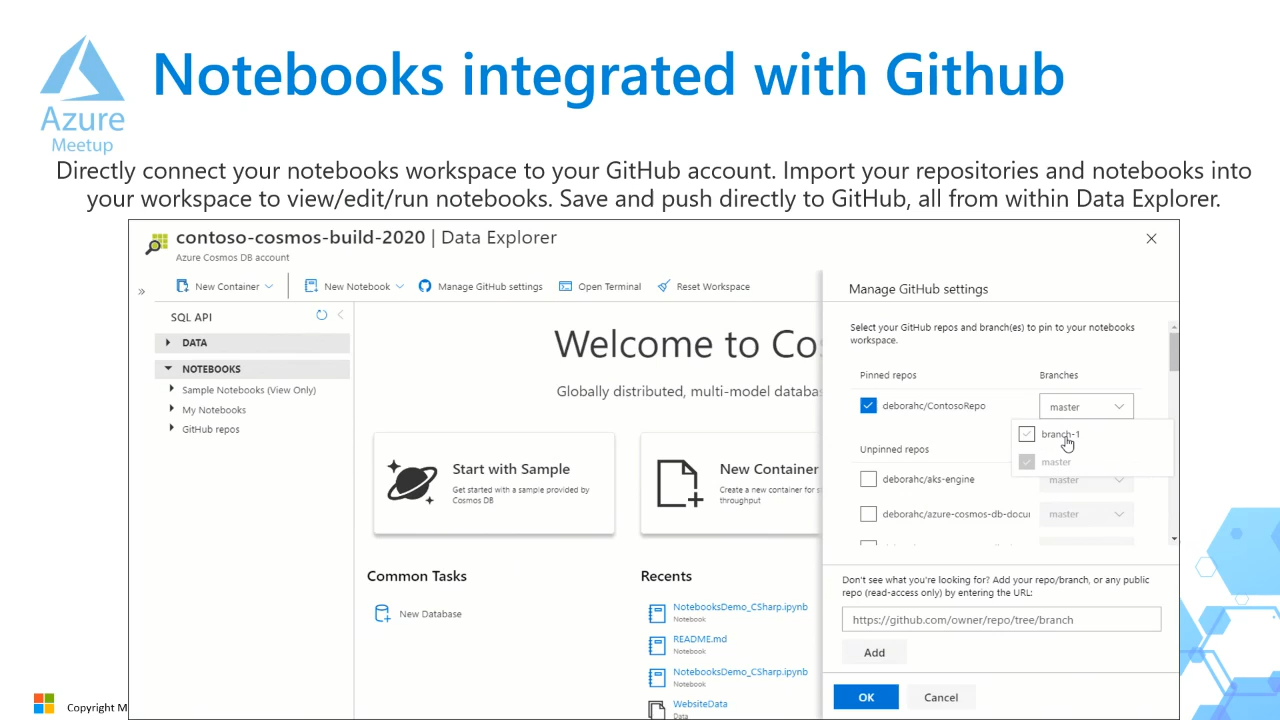 Notebooks integrated with Github
Azure
Meetup
Directly connect your notebooks workspace to your GitHub account. Import your repositories and notebooks into
your workspace to view/edit/run notebooks. Save and push directly to GitHub, all from within Data Explorer.
contoso-cosmos-build-2020 | Data Explorer
Azure Cosmos DB account
New Container
New Notebook
Manage GitHub settings
Open Terminal
Reset Workspace
SQL API
DATA
NOTEBOOKS
Sample Notebooks (View Only)
My Notebooks
GitHub repos
Welcome to Co
Globally distributed, multi-model databa
Start with Sample
Get started with a sample provided by
Cosmos DB
New Container
Create a new container for
throughput
Common Tasks
New Database
Recents
NotebooksDemo_CSharp.ipynb
Notebook
README.md
Notebook
NotebooksDemo_CSharp.ipynb
Notebook
WebsiteData
Data
Manage GitHub settings
Select your GitHub repos and branch(es) to pin to your notebooks
workspace.
Pinned repos Branches
deborahc/ContosoRepo master
branch-1
master
Unpinned repos
deborahc/aks-engine master
deborahc/azure-cosmos-db-docu master
Don't see what you're looking for? Add your repo/branch, or any public
repo (read-access only) by entering the URL:
https://github.com/owner/repo/tree/branch
Add
OK Cancel
Copyright M